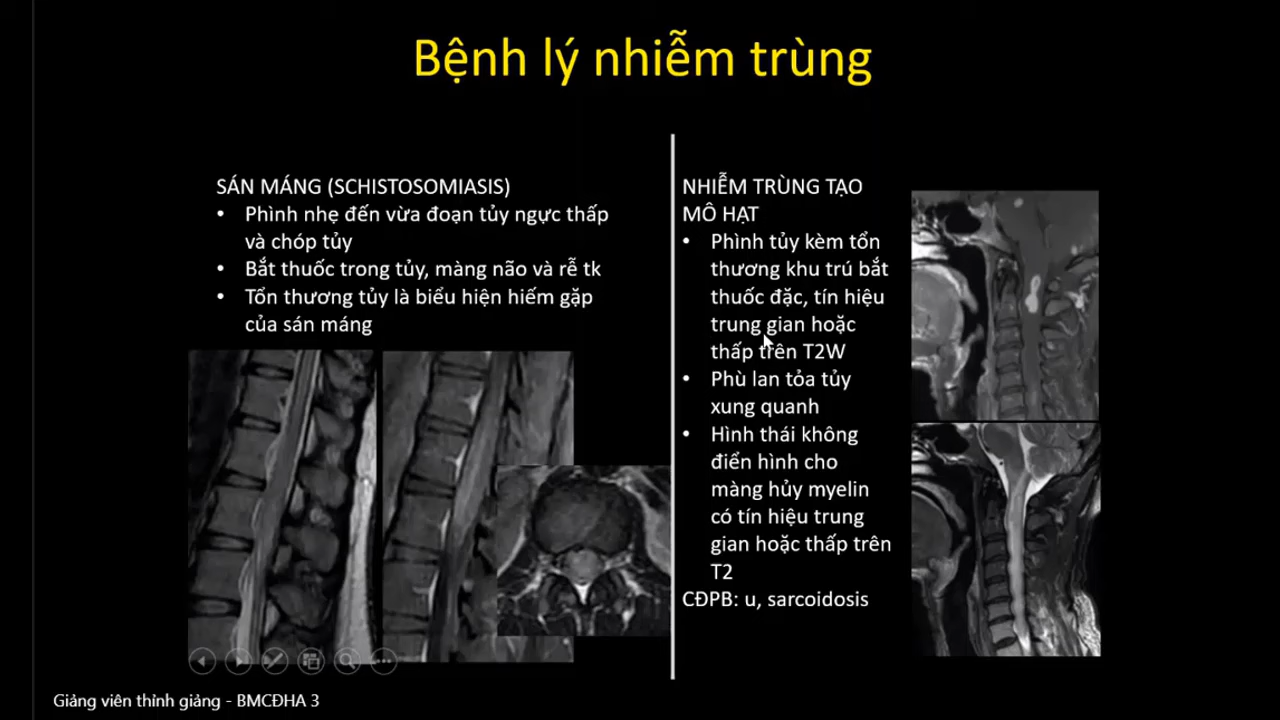 Bệnh lý nhiễm trùng
SÁN MÁNG (SCHISTOSOMIASIS)
• Phình nhẹ đến vừa đoạn tủy ngực thấp
và chóp tủy
• Bắt thuốc trong tủy, màng não và rễ tk
• Tổn thương tủy là biểu hiện hiếm gặp
của sán máng
NHIỄM TRÙNG TẠO
MÔ HẠT
• Phình tủy kèm tổn
thương khu trú bắt
thuốc đặc, tín hiệu
trung gian hoặc
thấp trên T2W
• Phù lan tỏa tủy
xung quanh
• Hình thái không
điển hình cho
màng hủy myelin
có tín hiệu trung
gian hoặc thấp trên
T2
CĐPB: u, sarcoidosis
Giảng viên thỉnh giảng - BMCĐHA 3